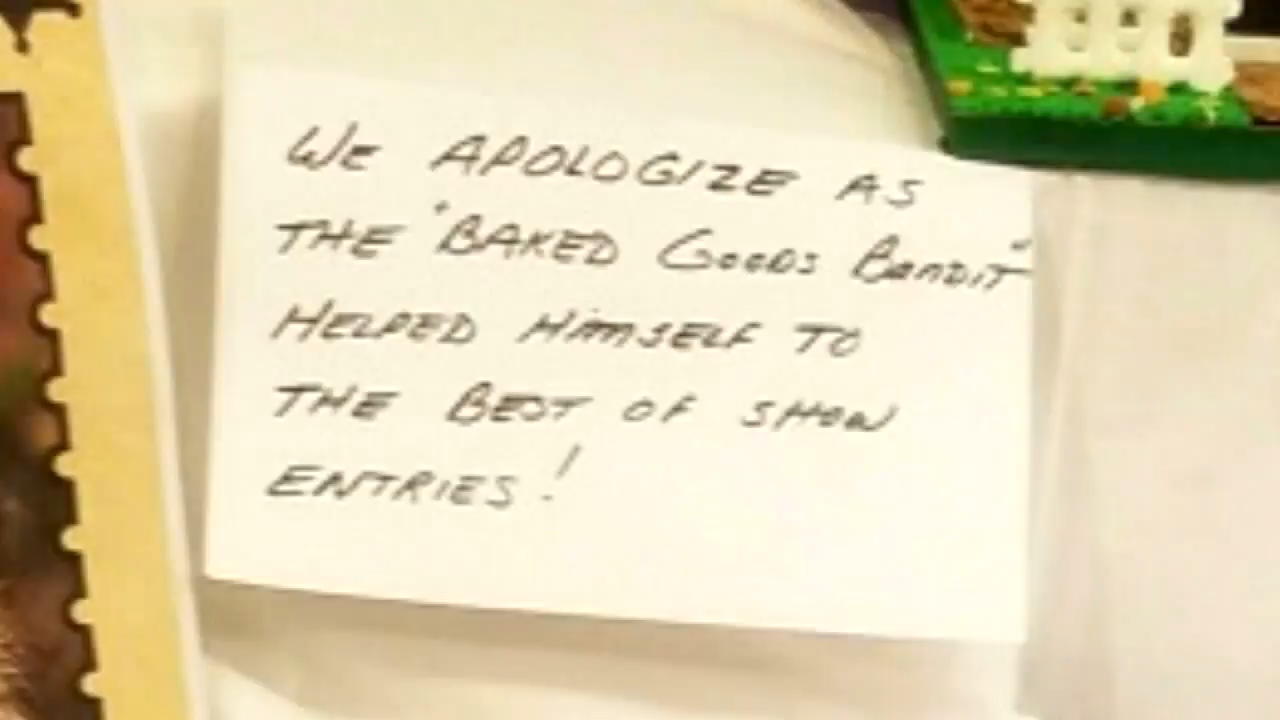 We APOLOGIZE AS
THE "BAKED GOODS BANDIT"
HELPED HIMSELF TO
THE BEST OF SHOW
ENTRIES!